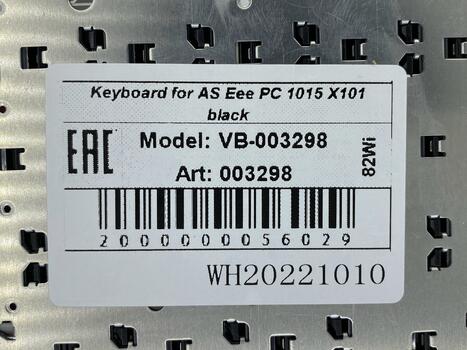 Keyboard for AS Eee PC 1015 X101
black
EAC
Model: VB-003298
Art: 003298
82Wi
2000000056029
WH20221010